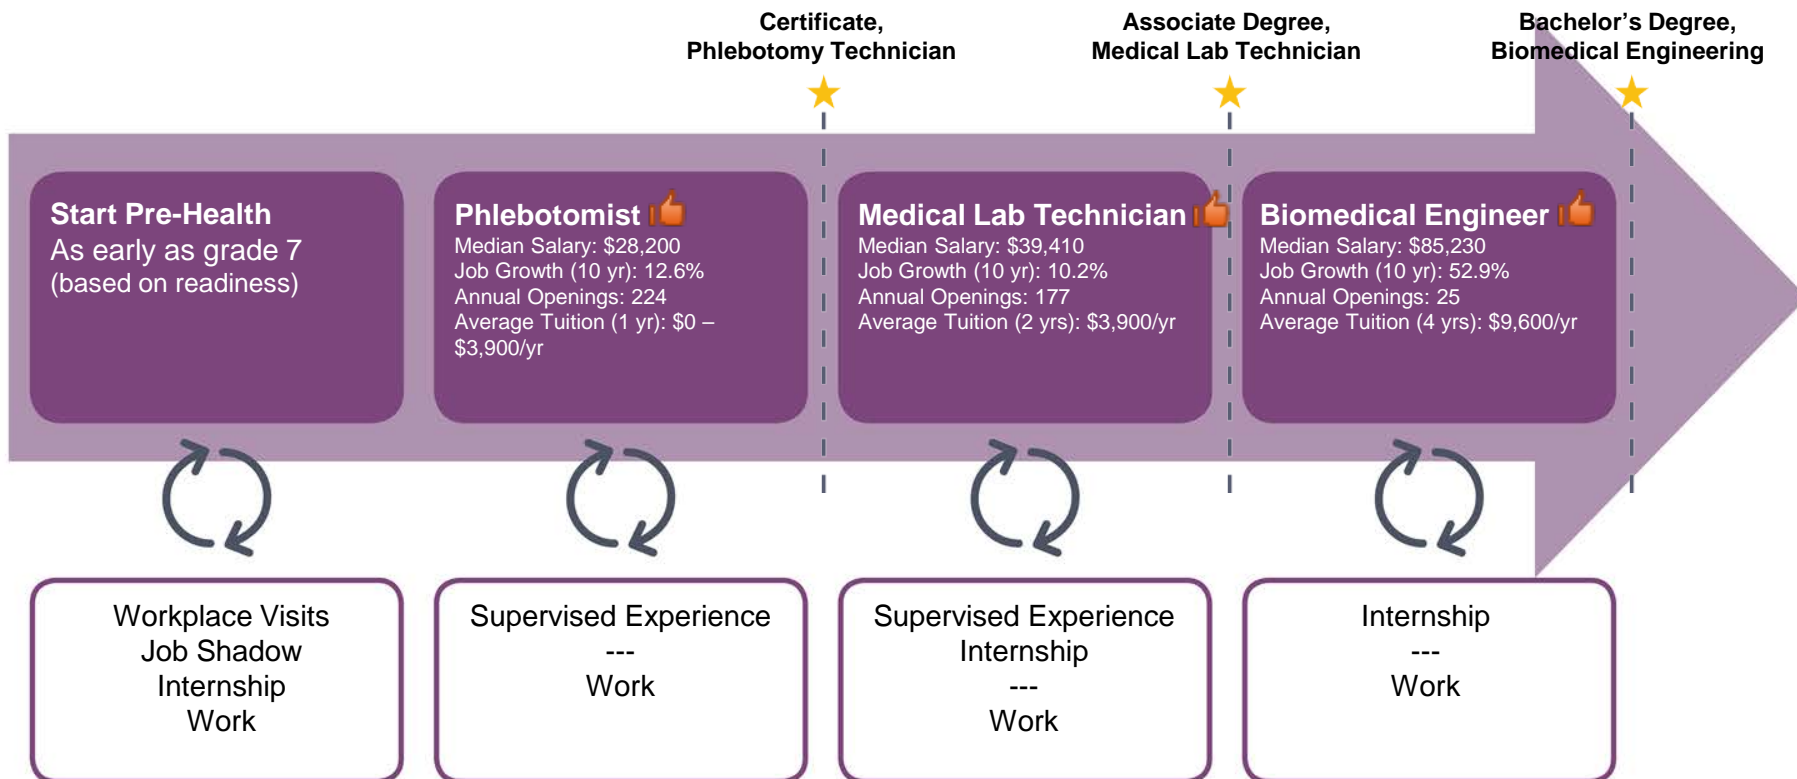 Certificate,
Phlebotomy Technician
Associate Degree,
Medical Lab Technician
Bachelor’s Degree,
Biomedical Engineering
Start Pre-Health
As early as grade 7
(based on readiness)
Phlebotomist
Median Salary: $28,200
Job Growth (10 yr): 12.6%
Annual Openings: 224
Average Tuition (1 yr): $0 –
$3,900/yr
Medical Lab Technician
Median Salary: $39,410
Job Growth (10 yr): 10.2%
Annual Openings: 177
Average Tuition (2 yrs): $3,900/yr
Biomedical Engineer
Median Salary: $85,230
Job Growth (10 yr): 52.9%
Annual Openings: 25
Average Tuition (4 yrs): $9,600/yr
Workplace Visits
Job Shadow
Internship
Work
Supervised Experience
---
Work
Supervised Experience
Internship
---
Work
Internship
---
Work